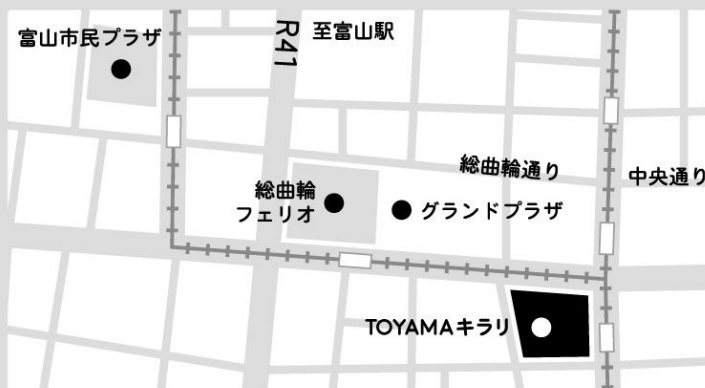 富山市民プラザ
R41
至富山駅
総曲輪通り
中央通り
総曲輪
フェリオ
グランドプラザ
TOYAMAキラリ